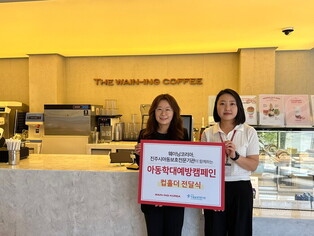 THE WAIN-ING COFFEE
웨이닝코리아
진주시아동보호전문기관이 함께하는
아동학대예방캠페인
컵홀더 전달식